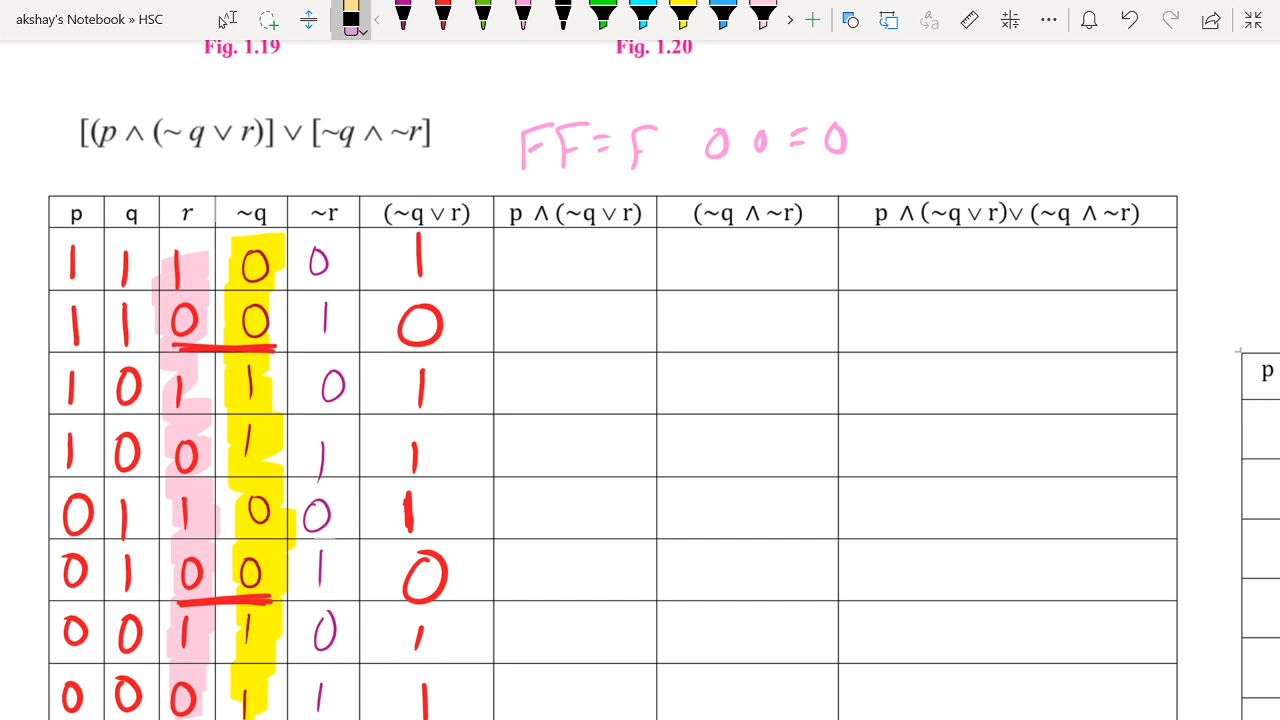 akshay's Notebook » HSC
Fig. 1.19 Fig. 1.20
[(p ∧ (~ q ∨ r)] ∨ [~q ∧ ~r] FF = F 0 0 = 0
p q r ~q ~r (~q ∨ r) p ∧ (~q ∨ r) (~q ∧ ~r) p ∧ (~q ∨ r)∨ (~q ∧ ~r)
1 1 1 0 0 1
1 1 0 0 1 0
1 0 1 1 0 1
p
1 0 0 1 1 1
0 1 1 0 0 1
0 1 0 0 1 0
0 0 1 1 0 1
0 0 0 1 1 1